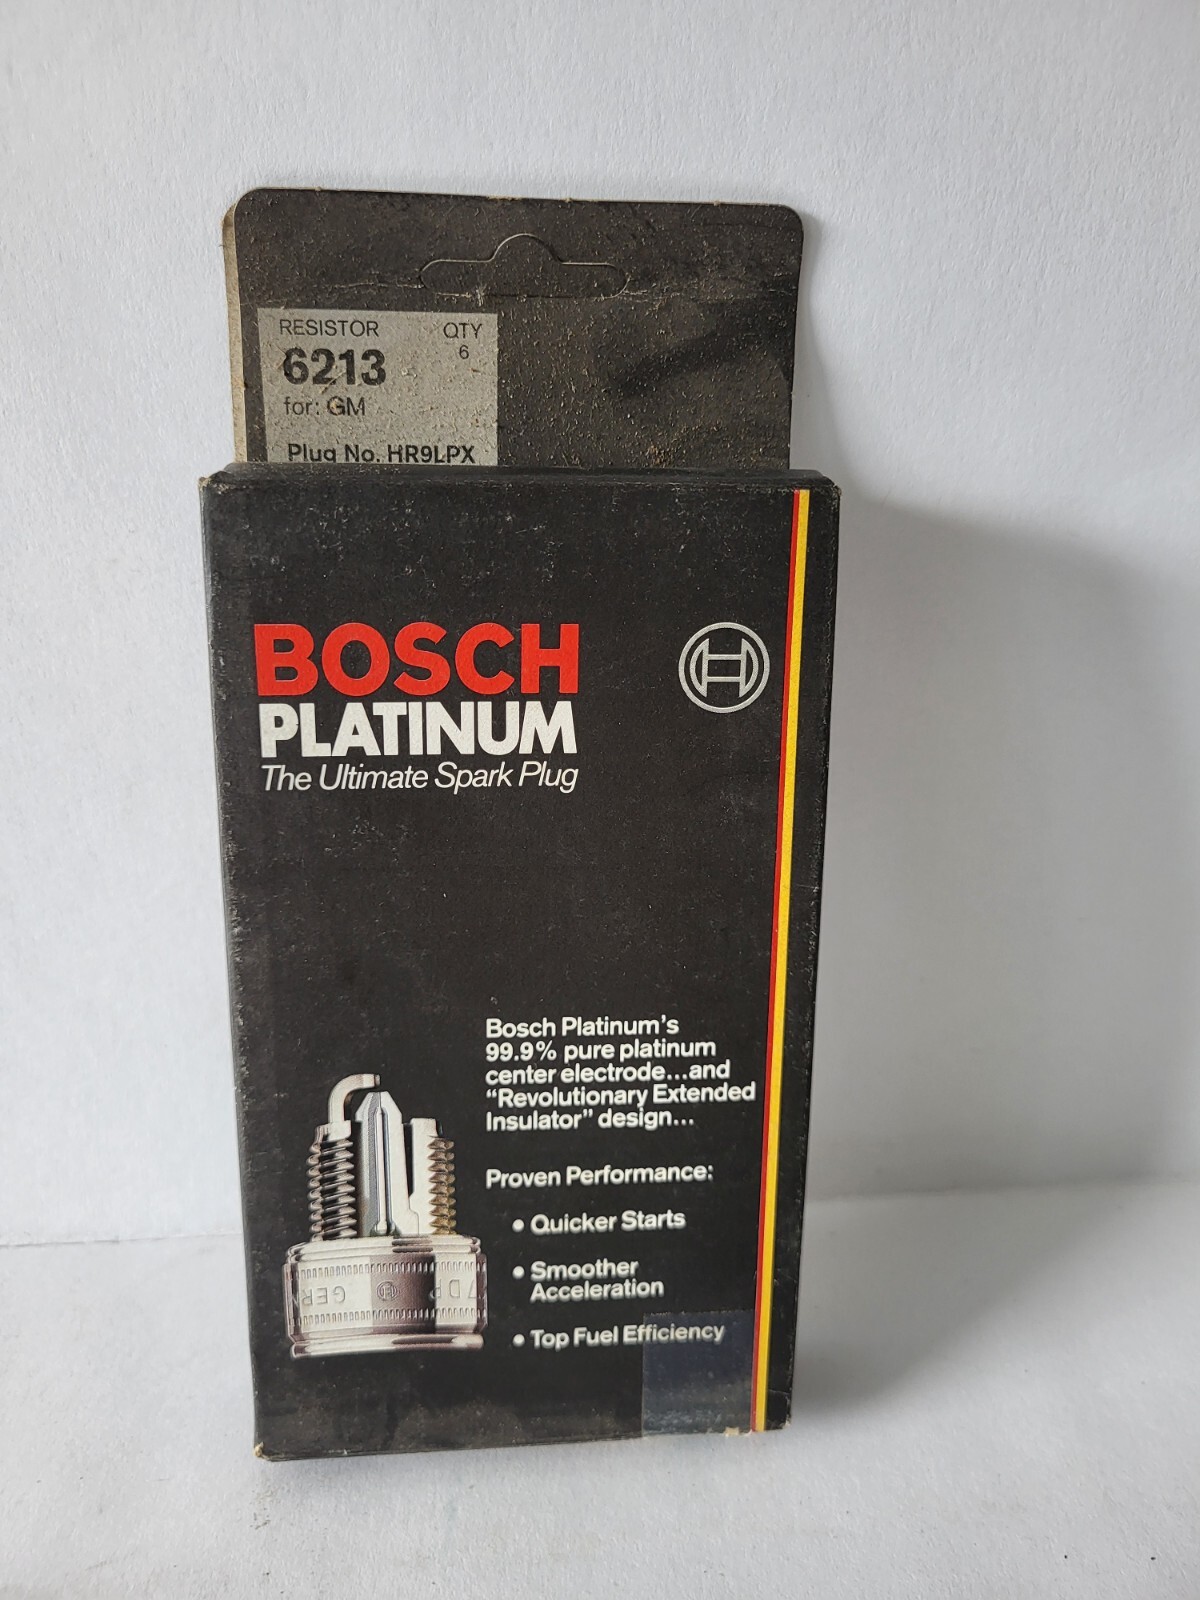 RESISTOR QTY
6213 6
for: GM
Plug No. HR9LPX
BOSCH
PLATINUM
The Ultimate Spark Plug
Bosch Platinum's
99.9% pure platinum
center electrode...and
"Revolutionary Extended
Insulator" design...
Proven Performance:
• Quicker Starts
• Smoother
Acceleration
• Top Fuel Efficiency